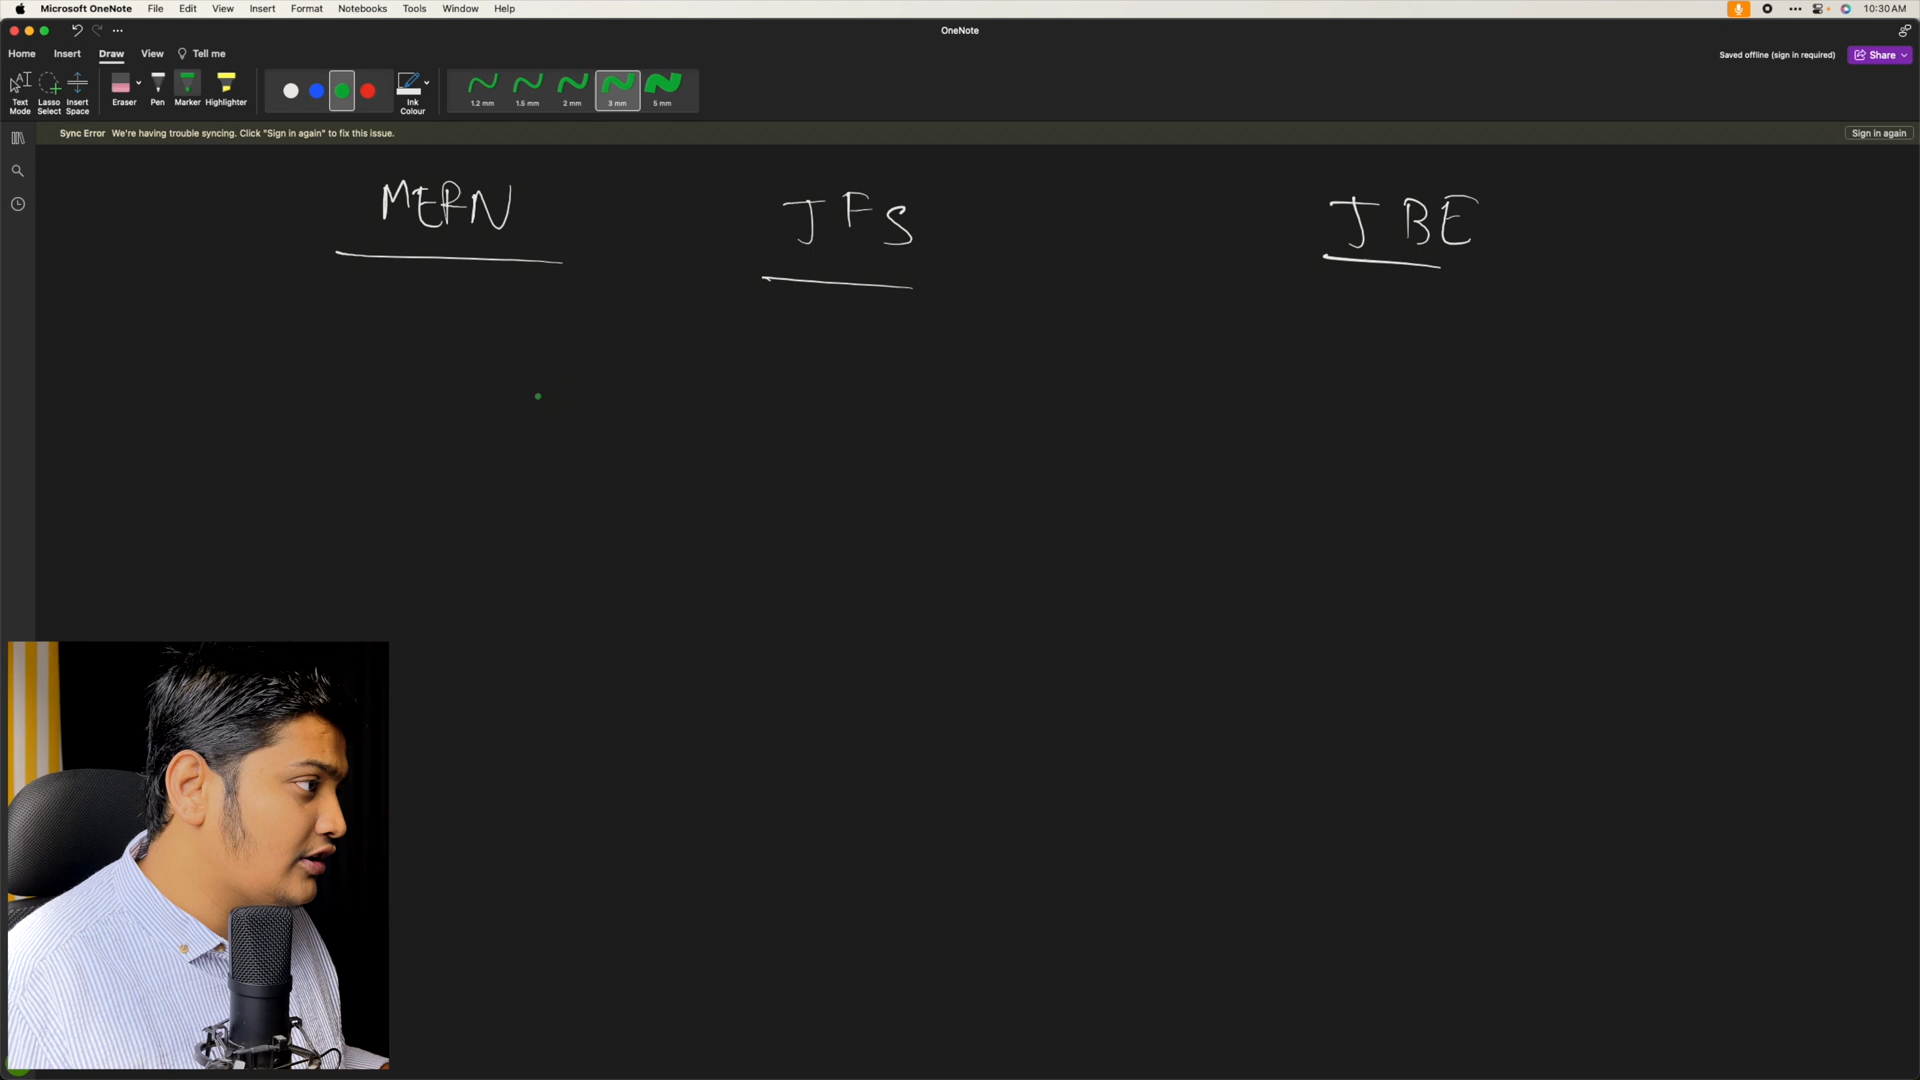 Microsoft OneNote File Edit View Insert Format Notebooks Tools Window Help 10:30 AM
OneNote
Home Insert Draw View Tell me
Saved offline (sign in required) Share
Text Mode
Lasso Select
Insert Space
Eraser
Pen
Marker
Highlighter
Ink Colour
1.2 mm
1.5 mm
2 mm
3 mm
5 mm
Sync Error We're having trouble syncing. Click "Sign in again" to fix this issue. Sign in again
MERN JFS JBE